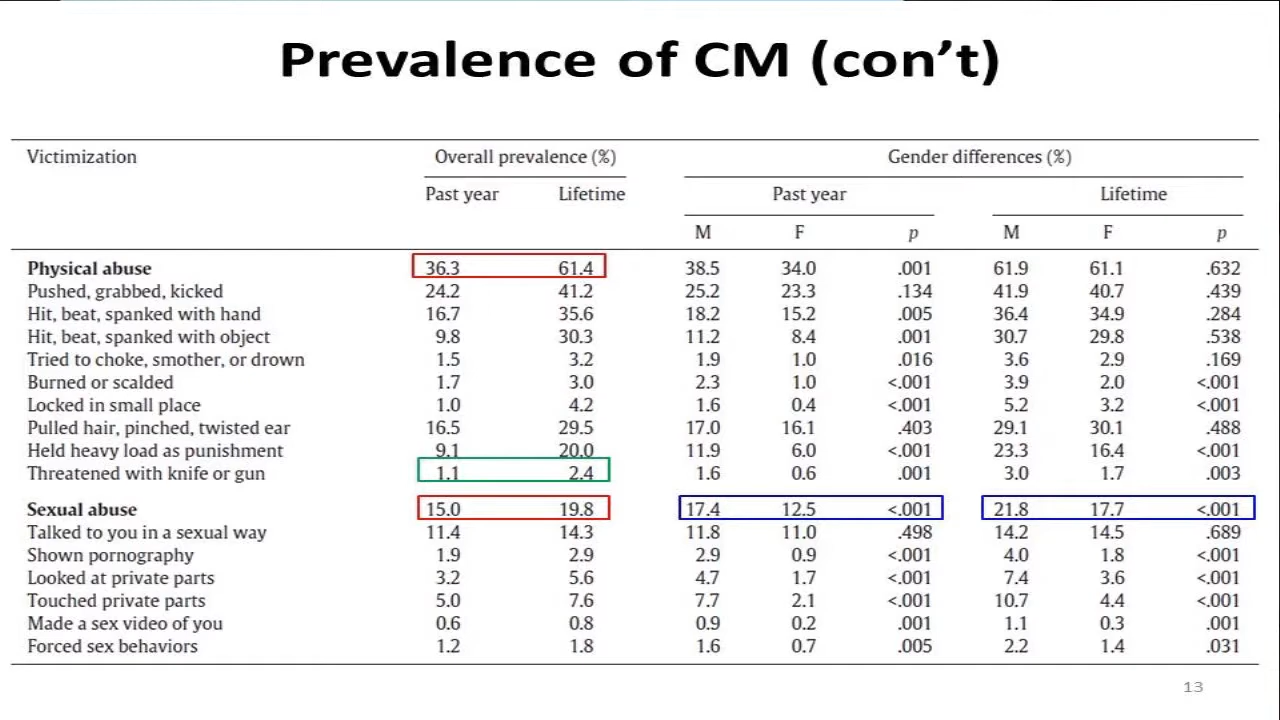 Prevalence of CM (con’t)
Victimization Overall prevalence (%) Gender differences (%)
Past year Lifetime Past year Lifetime
M F p M F p
Physical abuse 36.3 61.4 38.5 34.0 .001 61.9 61.1 .632
Pushed, grabbed, kicked 24.2 41.2 25.2 23.3 .134 41.9 40.7 .439
Hit, beat, spanked with hand 16.7 35.6 18.2 15.2 .005 36.4 34.9 .284
Hit, beat, spanked with object 9.8 30.3 11.2 8.4 .001 30.7 29.8 .538
Tried to choke, smother, or drown 1.5 3.2 1.9 1.0 .016 3.6 2.9 .169
Burned or scalded 1.7 3.0 2.3 1.0 <.001 3.9 2.0 <.001
Locked in small place 1.0 4.2 1.6 0.4 <.001 5.2 3.2 <.001
Pulled hair, pinched, twisted ear 16.5 29.5 17.0 16.1 .403 29.1 30.1 .488
Held heavy load as punishment 9.1 20.0 11.9 6.0 <.001 23.3 16.4 <.001
Threatened with knife or gun 1.1 2.4 1.6 0.6 .001 3.0 1.7 .003
Sexual abuse 15.0 19.8 17.4 12.5 <.001 21.8 17.7 <.001
Talked to you in a sexual way 11.4 14.3 11.8 11.0 .498 14.2 14.5 .689
Shown pornography 1.9 2.9 2.9 0.9 <.001 4.0 1.8 <.001
Looked at private parts 3.2 5.6 4.7 1.7 <.001 7.4 3.6 <.001
Touched private parts 5.0 7.6 7.7 2.1 <.001 10.7 4.4 <.001
Made a sex video of you 0.6 0.8 0.9 0.2 .001 1.1 0.3 .001
Forced sex behaviors 1.2 1.8 1.6 0.7 .005 2.2 1.4 .031
13